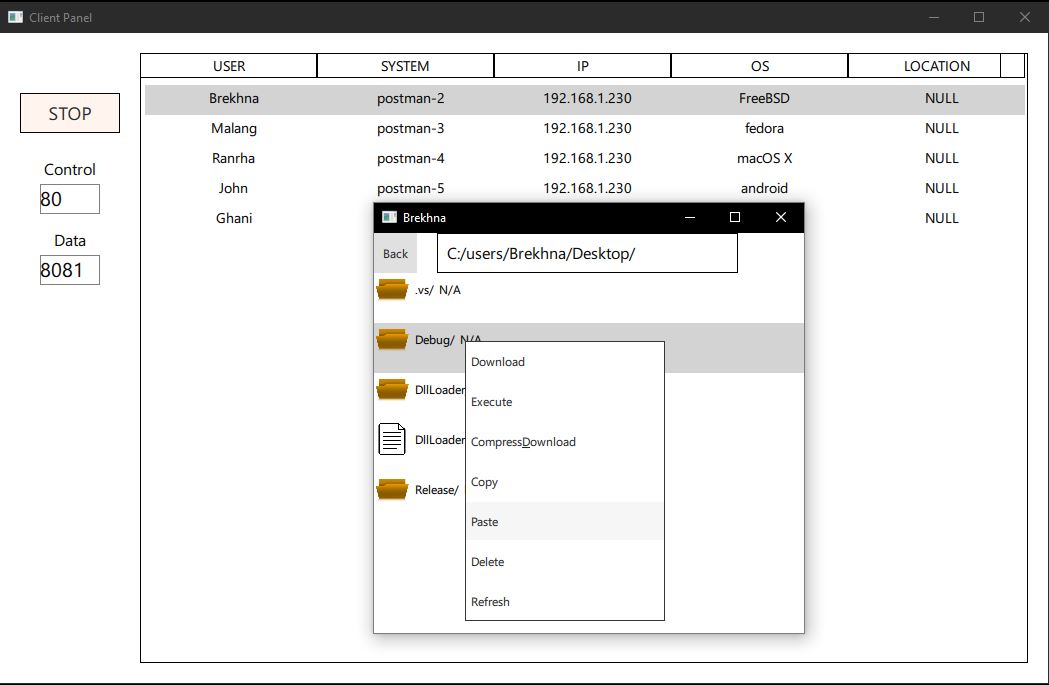 Client Panel
USER SYSTEM IP OS LOCATION
Brekhna postman-2 192.168.1.230 FreeBSD NULL
STOP
Malang postman-3 192.168.1.230 fedora NULL
Ranrha postman-4 192.168.1.230 macOS X NULL
Control
John postman-5 192.168.1.230 android NULL
80
Ghani NULL
Data
8081
Brekhna
Back C:/users/Brekhna/Desktop/
.vs/ N/A
Debug/ N/A
DllLoader
DllLoader
Release/
Download
Execute
CompressDownload
Copy
Paste
Delete
Refresh